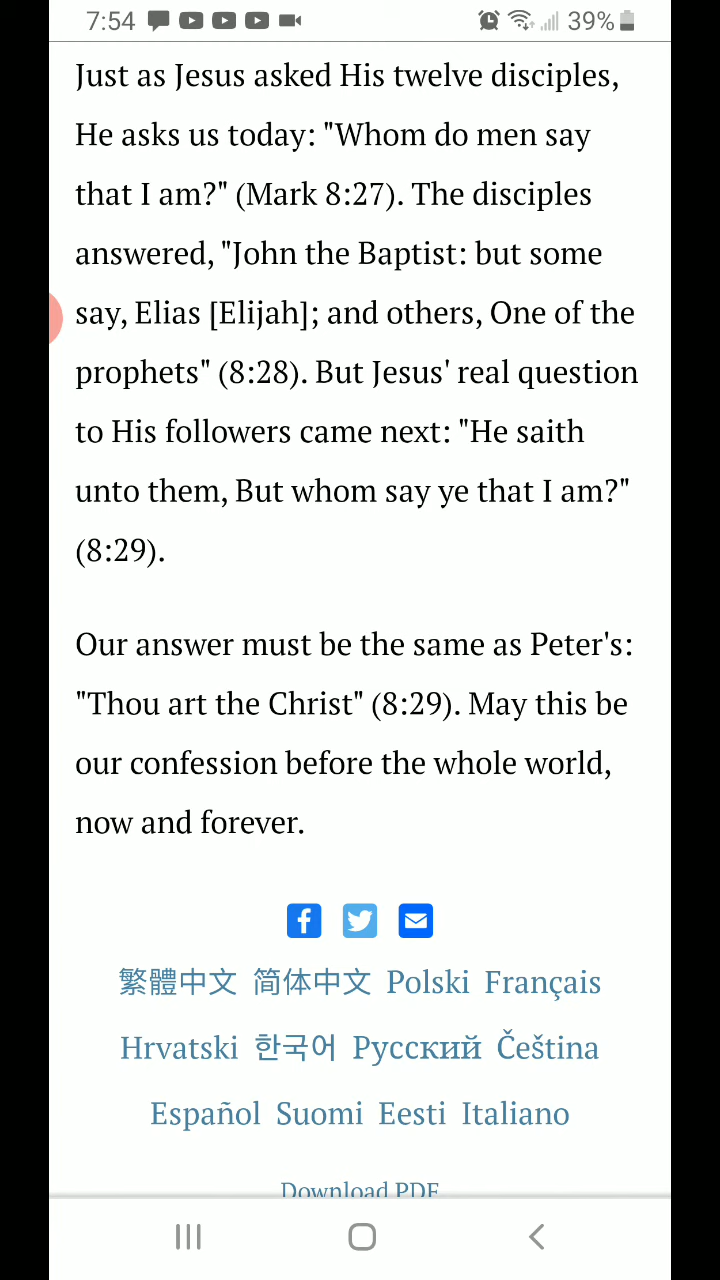 7:54 39%
Just as Jesus asked His twelve disciples,
He asks us today: "Whom do men say
that I am?" (Mark 8:27). The disciples
answered, "John the Baptist: but some
say, Elias [Elijah]; and others, One of the
prophets" (8:28). But Jesus' real question
to His followers came next: "He saith
unto them, But whom say ye that I am?"
(8:29).
Our answer must be the same as Peter's:
"Thou art the Christ" (8:29). May this be
our confession before the whole world,
now and forever.
繁體中文 简体中文 Polski Français
Hrvatski 한국어 Русский Čeština
Español Suomi Eesti Italiano
Download PDF